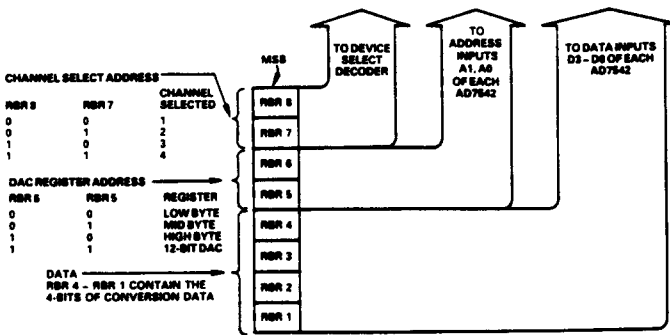 TO DEVICE
SELECT
DECODER
TO
ADDRESS
INPUTS
A1, A0
OF EACH
AD7542
TO DATA INPUTS
D3 – D0 OF EACH
AD7542
MSB
CHANNEL SELECT ADDRESS
RBR 8 RBR 7 CHANNEL SELECTED
0 0 1
0 1 2
1 0 3
1 1 4
DAC REGISTER ADDRESS
RBR 6 RBR 5 REGISTER
0 0 LOW BYTE
0 1 MID BYTE
1 0 HIGH BYTE
1 1 12-BIT DAC
DATA
RBR 4 – RBR 1 CONTAIN THE
4-BITS OF CONVERSION DATA
RBR 8
RBR 7
RBR 6
RBR 5
RBR 4
RBR 3
RBR 2
RBR 1